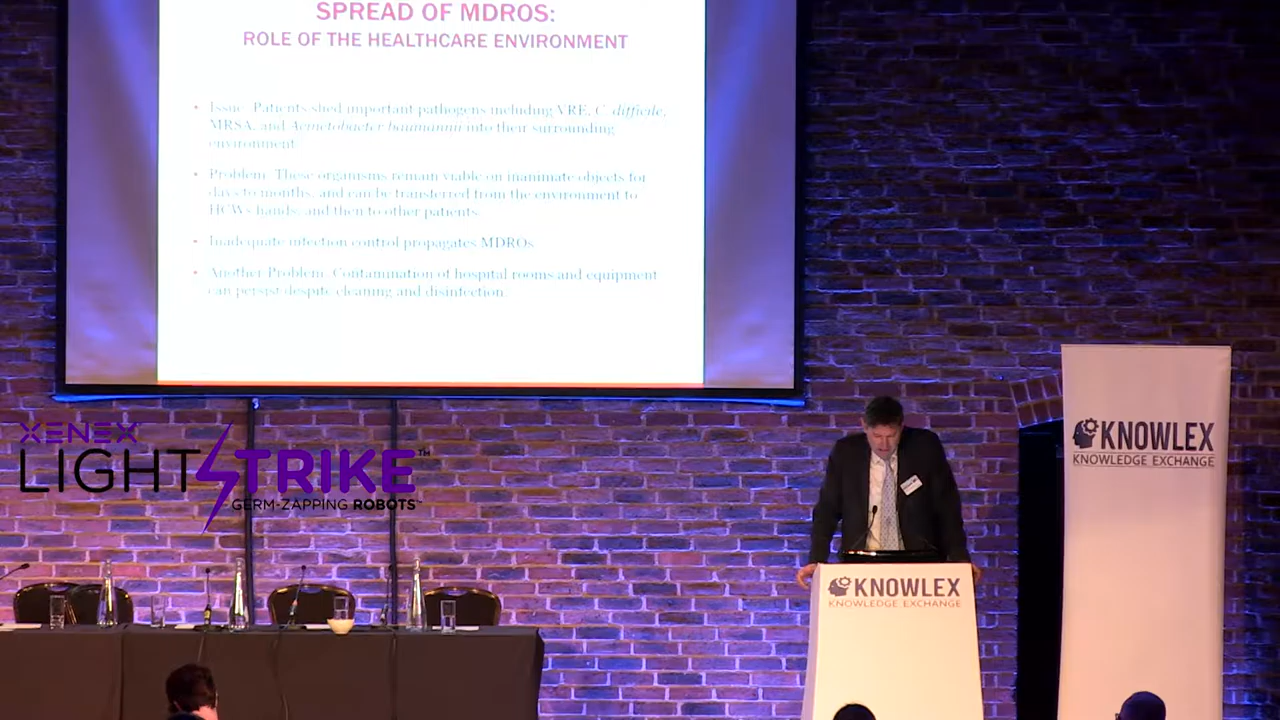 SPREAD OF MDROS:
ROLE OF THE HEALTHCARE ENVIRONMENT
• Issue: Patients shed important pathogens including VRE, C. difficile,
MRSA, and Acinetobacter baumannii into their surrounding
environment
• Problem: These organisms remain viable on inanimate objects for
days to months, and can be transferred from the environment to
HCWs hands, and then to other patients.
• Inadequate infection control propagates MDROs
• Another Problem: Contamination of hospital rooms and equipment
can persist despite cleaning and disinfection.
XENEX
LIGHTSTRIKE™
GERM-ZAPPING ROBOTS™
KNOWLEX
KNOWLEDGE EXCHANGE
KNOWLEX
KNOWLEDGE EXCHANGE